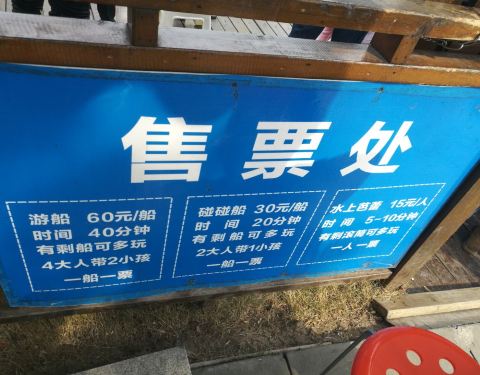 售票处
游船 60元/船
时间 40分钟
有剩船可多玩
4大人带2小孩
一船一票
碰碰船 30元/船
时间 20分钟
有剩船可多玩
2大人带1小孩
一船一票
水上芭蕾 15元/人
时间 5-10分钟
有剩滚筒可多玩
一人一票